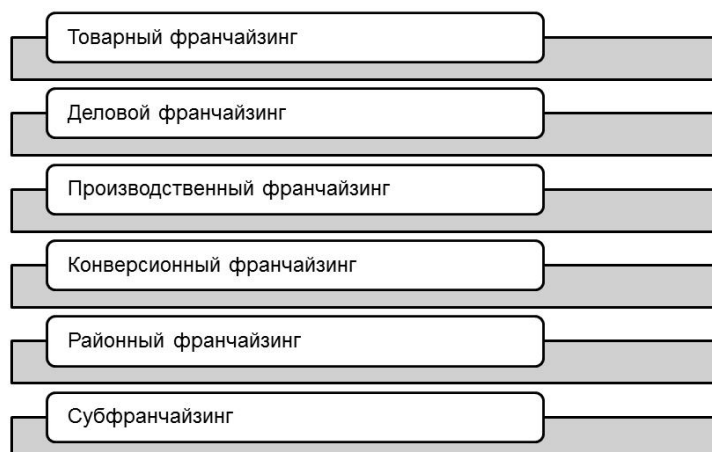 Товарный франчайзинг
Деловой франчайзинг
Производственный франчайзинг
Конверсионный франчайзинг
Районный франчайзинг
Субфранчайзинг